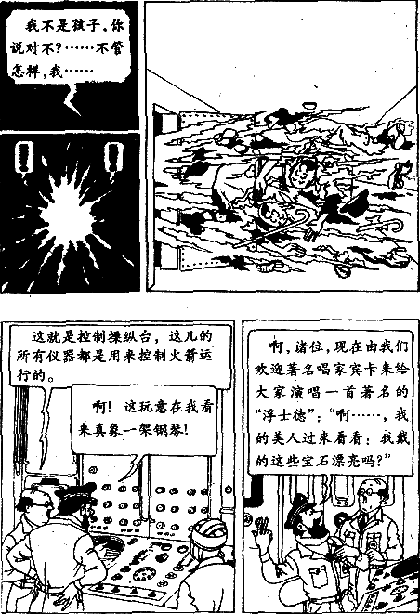 我不是孩子。你
说对不?……不管
怎样,我……
这就是控制操纵台，这儿的
所有仪器都是用来控制火箭运
行的。
啊！这玩意在我看
来真象一架钢琴!
啊,诸位,现在由我们
欢迎著名唱家宾卡来给
大家演唱一首著名的
“浮士德”:“啊……,我
的美人过来看看:我戴
的这些宝石漂亮吗?”